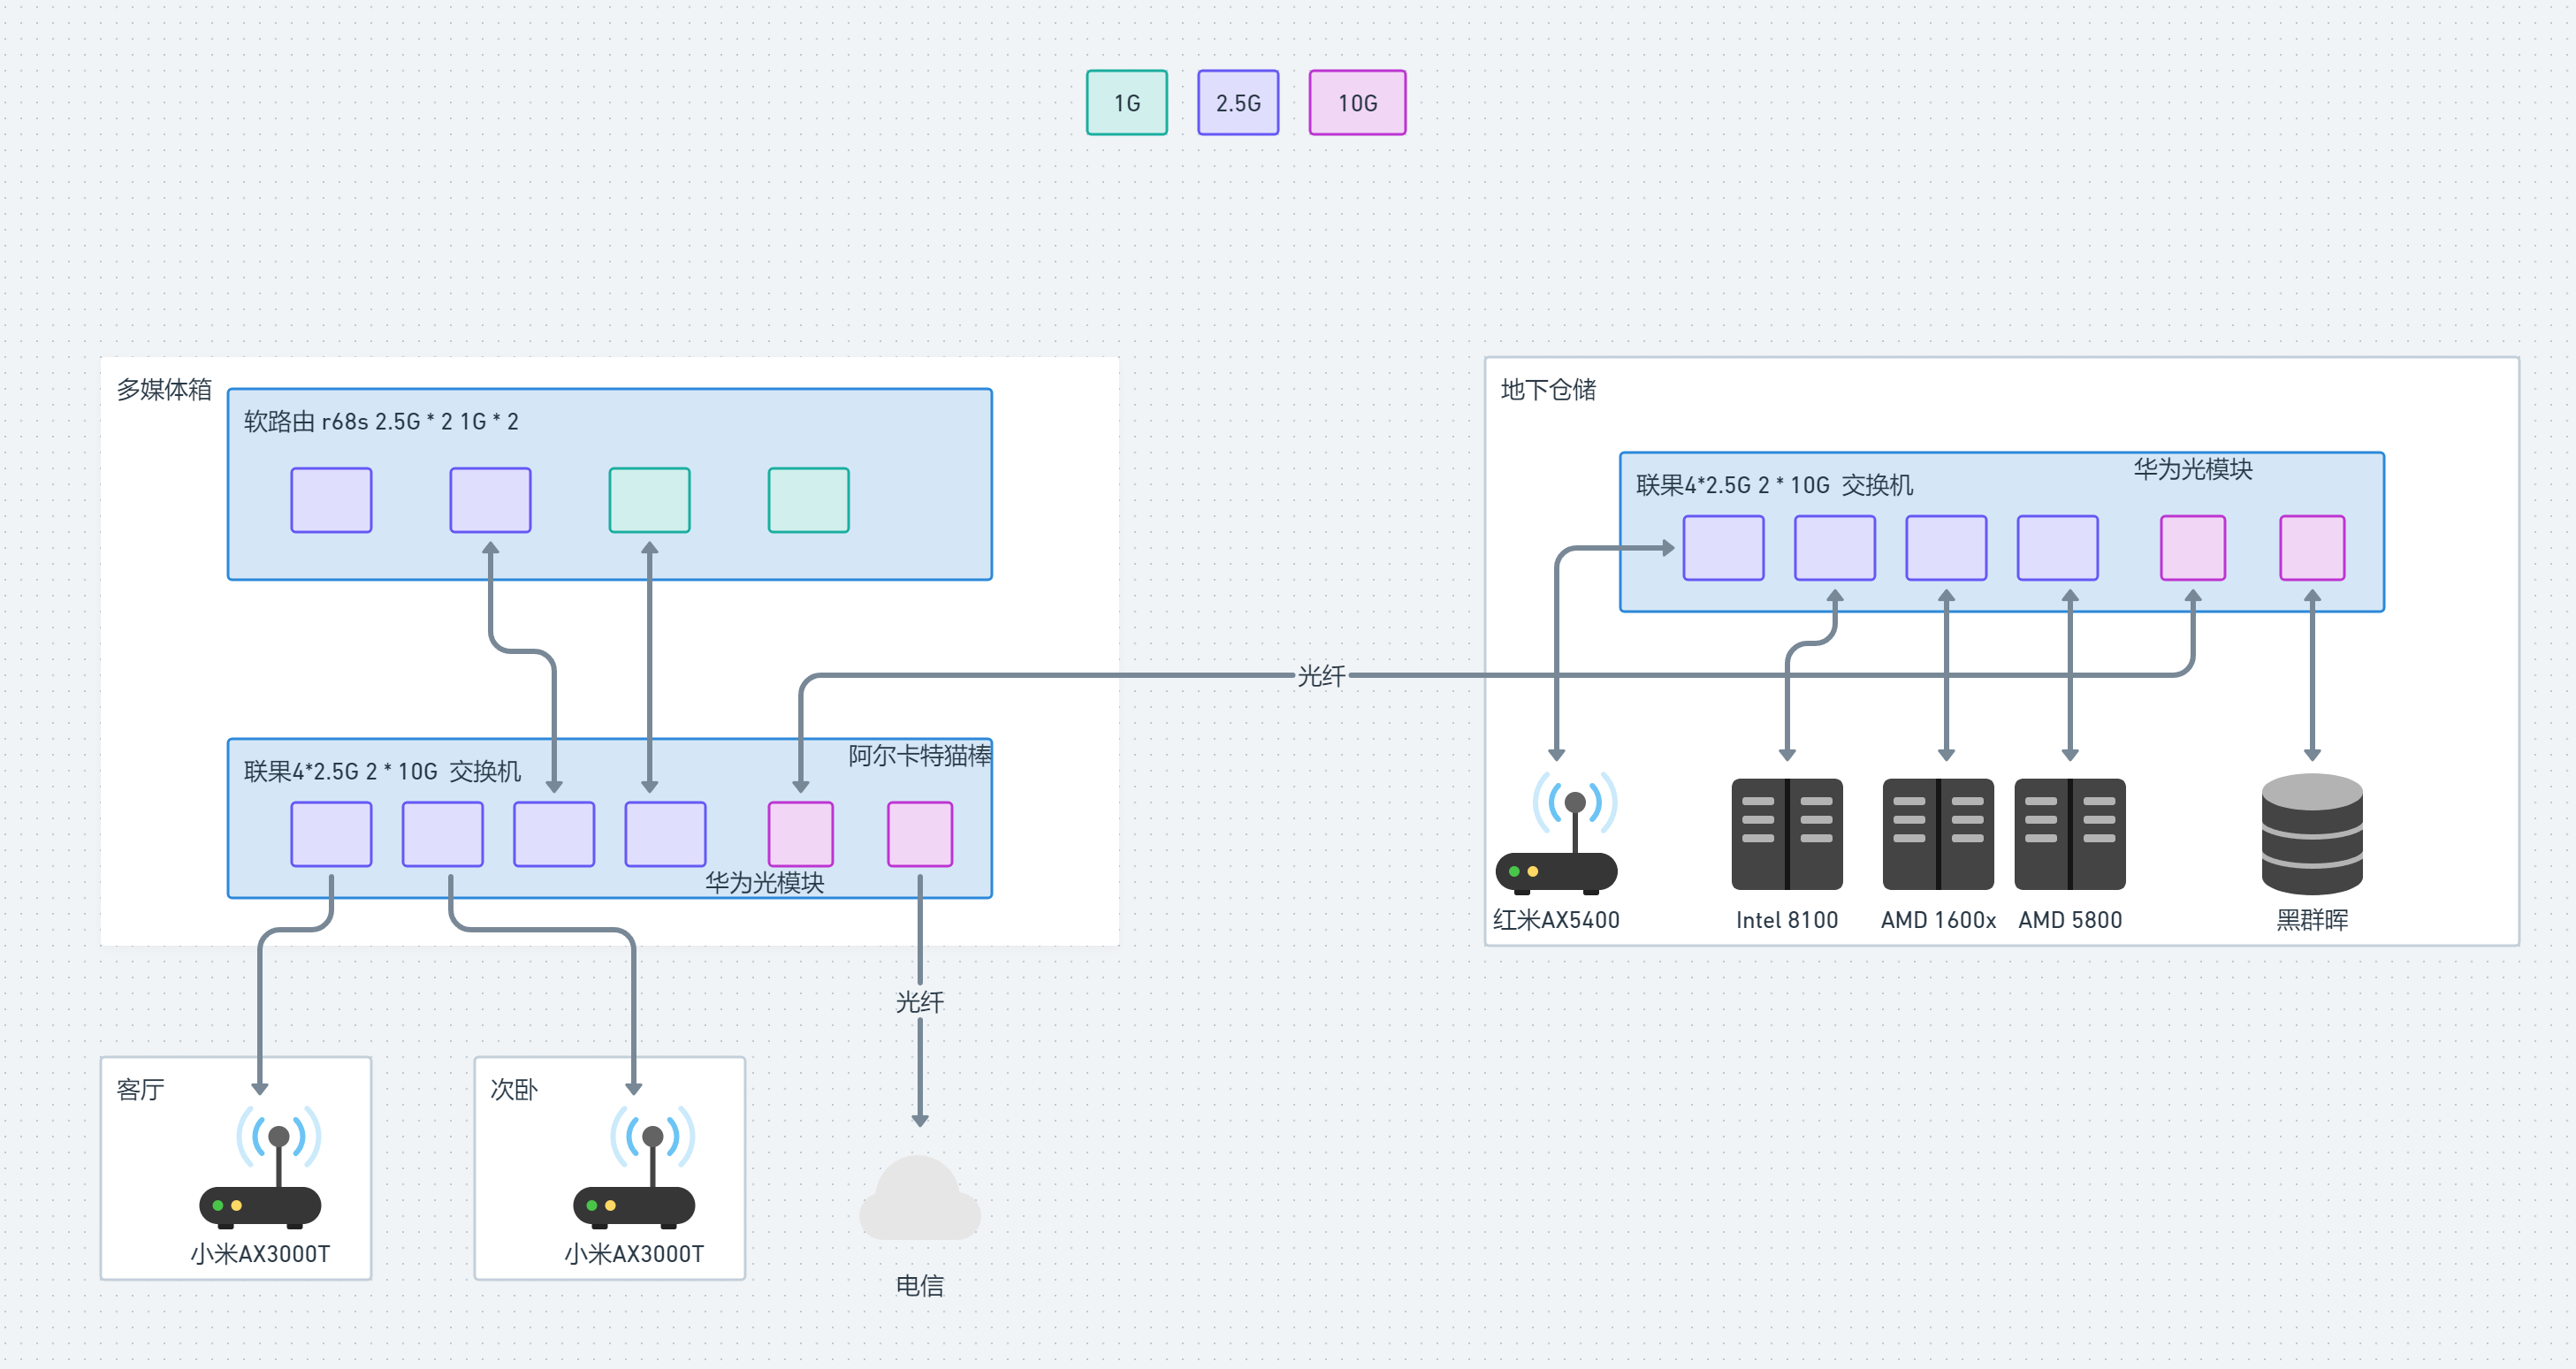 1G
2.5G
10G
多媒体箱
软路由 r68s 2.5G * 2 1G * 2
地下仓储
华为光模块
联果4*2.5G 2 * 10G 交换机
光纤
阿尔卡特猫棒
联果4*2.5G 2 * 10G 交换机
华为光模块
红米AX5400
Intel 8100
AMD 1600x
AMD 5800
黑群晖
光纤
客厅
次卧
小米AX3000T
小米AX3000T
电信